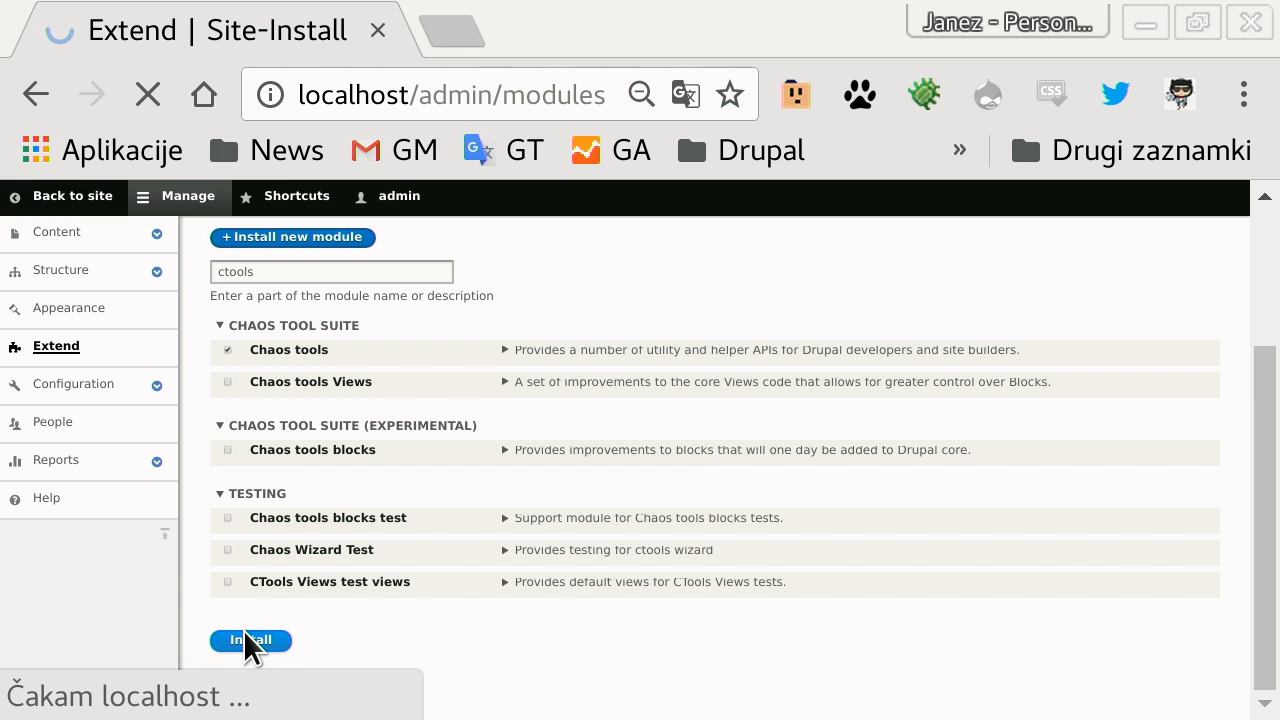 Extend | Site-Install
Janez - Person...
localhost/admin/modules
Aplikacije News GM GT GA Drupal » Drugi zaznamki
Back to site Manage Shortcuts admin
Content
Structure
Appearance
Extend
Configuration
People
Reports
Help
+ Install new module
ctools
Enter a part of the module name or description
CHAOS TOOL SUITE
Chaos tools Provides a number of utility and helper APIs for Drupal developers and site builders.
Chaos tools Views A set of improvements to the core Views code that allows for greater control over Blocks.
CHAOS TOOL SUITE (EXPERIMENTAL)
Chaos tools blocks Provides improvements to blocks that will one day be added to Drupal core.
TESTING
Chaos tools blocks test Support module for Chaos tools blocks tests.
Chaos Wizard Test Provides testing for ctools wizard
CTools Views test views Provides default views for CTools Views tests.
Install
Čakam localhost ...
CSS